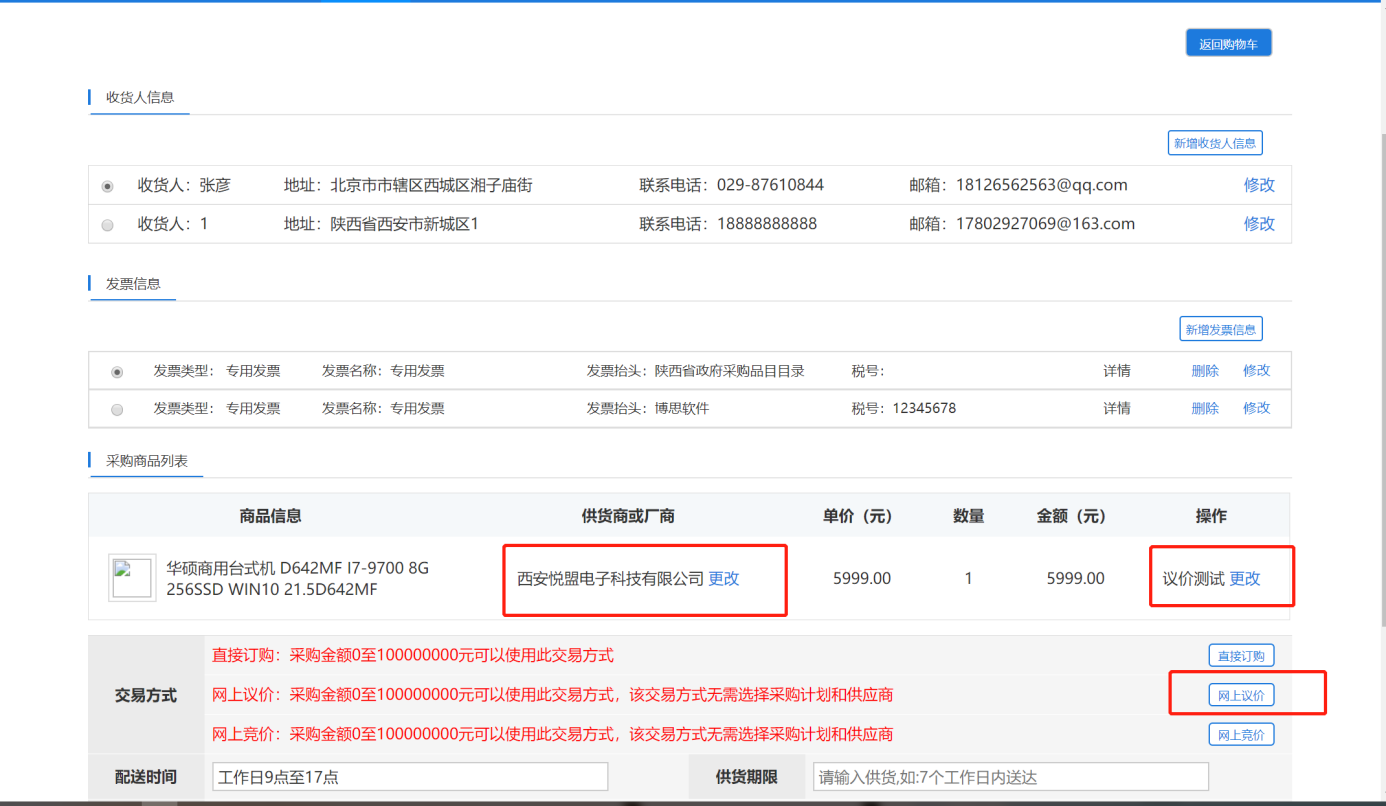 返回购物车
收货人信息
新增收货人信息
收货人：张彦 地址：北京市市辖区西城区湘子庙街 联系电话：029-87610844 邮箱：18126562563@qq.com 修改
收货人：1 地址：陕西省西安市新城区1 联系电话：18888888888 邮箱：17802927069@163.com 修改
发票信息
新增发票信息
发票类型： 专用发票 发票名称：专用发票 发票抬头：陕西省政府采购品目目录 税号： 详情 删除 修改
发票类型： 专用发票 发票名称：专用发票 发票抬头：博思软件 税号：12345678 详情 删除 修改
采购商品列表
商品信息 供货商或厂商 单价（元） 数量 金额（元） 操作
华硕商用台式机 D642MF I7-9700 8G
256SSD WIN10 21.5D642MF
西安悦盟电子科技有限公司 更改 5999.00 1 5999.00 议价测试 更改
交易方式
直接订购：采购金额0至100000000元可以使用此交易方式 直接订购
网上议价：采购金额0至100000000元可以使用此交易方式，该交易方式无需选择采购计划和供应商 网上议价
网上竞价：采购金额0至100000000元可以使用此交易方式，该交易方式无需选择采购计划和供应商 网上竞价
配送时间 工作日9点至17点 供货期限 请输入供货,如:7个工作日内送达